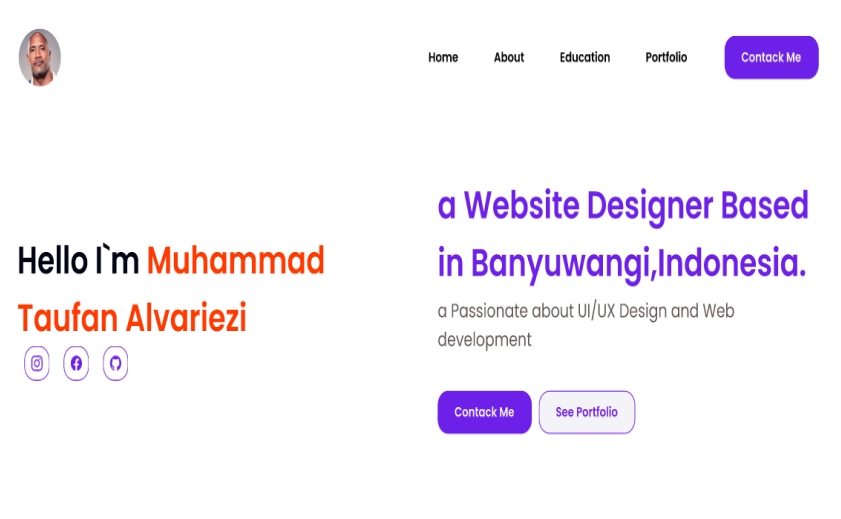 Home About Education Portfolio Contack Me
Hello I`m Muhammad
Taufan Alvariezi
a Website Designer Based
in Banyuwangi,Indonesia.
a Passionate about UI/UX Design and Web
development
Contack Me See Portfolio